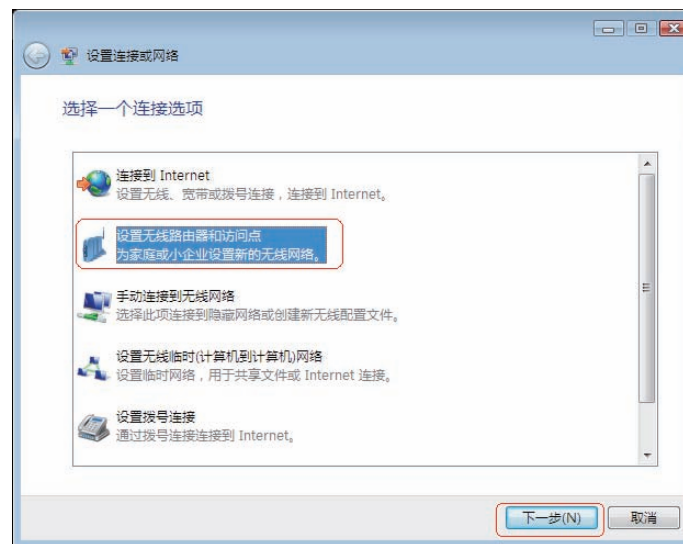 设置连接或网络
选择一个连接选项
连接到 Internet
设置无线、宽带或拨号连接，连接到 Internet。
设置无线路由器和访问点
为家庭或小企业设置新的无线网络。
手动连接到无线网络
选择此项连接到隐蔽网络或创建新无线配置文件。
设置无线临时(计算机到计算机)网络
设置临时网络，用于共享文件或 Internet 连接。
设置拨号连接
通过拨号连接连接到 Internet。
下一步(N)
取消